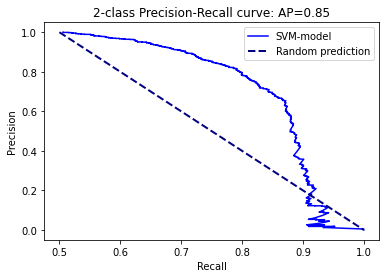 2-class Precision-Recall curve: AP=0.85
SVM-model
Random prediction
Precision
1.0
0.8
0.6
0.4
0.2
0.0
0.5 0.6 0.7 0.8 0.9 1.0
Recall